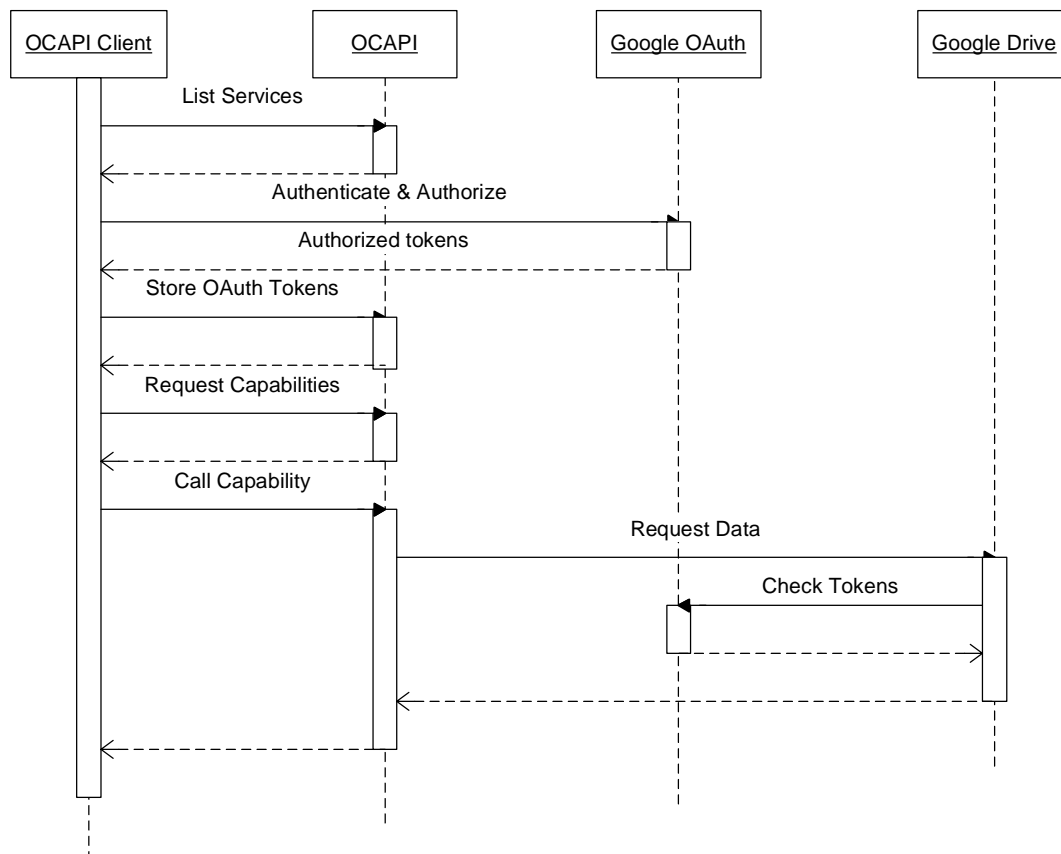 OCAPI Client
OCAPI
Google OAuth
Google Drive
List Services
Authenticate & Authorize
Authorized tokens
Store OAuth Tokens
Request Capabilities
Call Capability
Request Data
Check Tokens